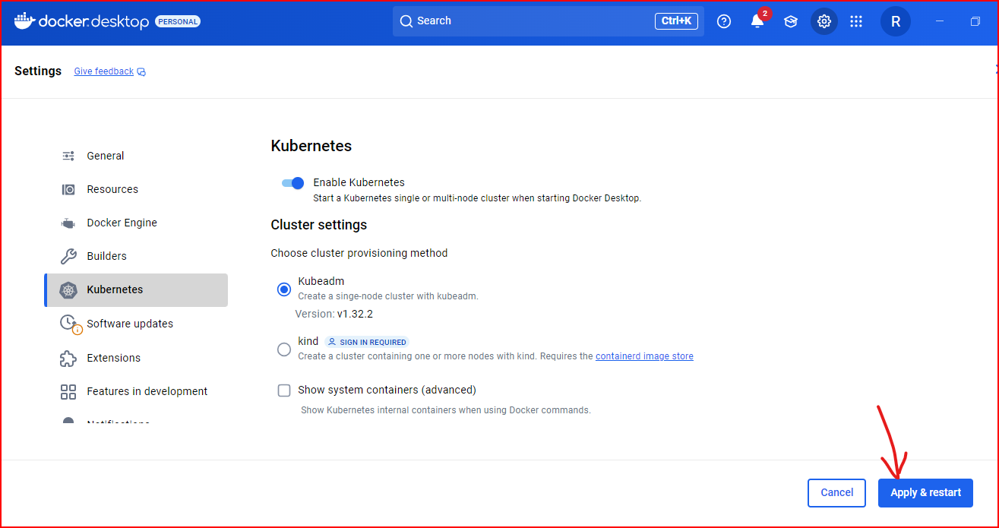 docker.desktop PERSONAL
Search Ctrl+K
2
R
Settings Give feedback
General
Resources
Docker Engine
Builders
Kubernetes
Software updates
Extensions
Features in development
Notifications
Kubernetes
Enable Kubernetes
Start a Kubernetes single or multi-node cluster when starting Docker Desktop.
Cluster settings
Choose cluster provisioning method
Kubeadm
Create a singe-node cluster with kubeadm.
Version: v1.32.2
kind SIGN IN REQUIRED
Create a cluster containing one or more nodes with kind. Requires the containerd image store
Show system containers (advanced)
Show Kubernetes internal containers when using Docker commands.
Cancel Apply & restart